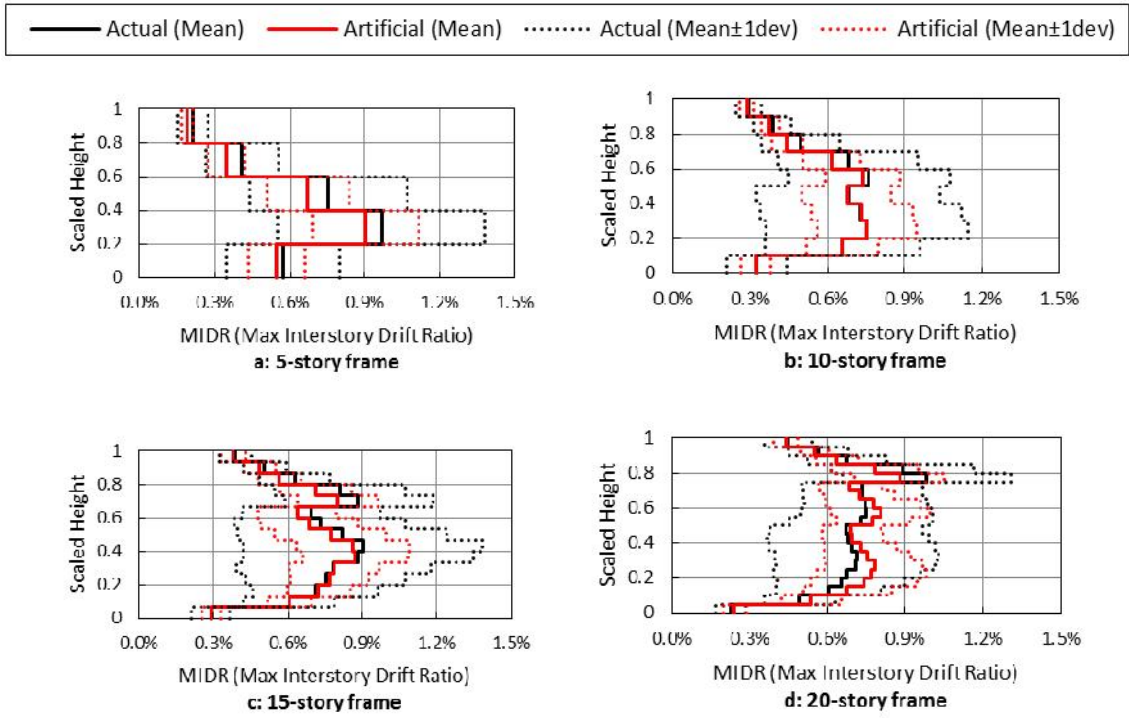 Actual (Mean) Artificial (Mean) Actual (Mean±1dev) Artificial (Mean±1dev)
Scaled Height
1
0.8
0.6
0.4
0.2
0
0.0% 0.3% 0.6% 0.9% 1.2% 1.5%
MIDR (Max Interstory Drift Ratio)
a: 5-story frame
Scaled Height
1
0.8
0.6
0.4
0.2
0
0.0% 0.3% 0.6% 0.9% 1.2% 1.5%
MIDR (Max Interstory Drift Ratio)
b: 10-story frame
Scaled Height
1
0.8
0.6
0.4
0.2
0
0.0% 0.3% 0.6% 0.9% 1.2% 1.5%
MIDR (Max Interstory Drift Ratio)
c: 15-story frame
Scaled Height
1
0.8
0.6
0.4
0.2
0
0.0% 0.3% 0.6% 0.9% 1.2% 1.5%
MIDR (Max Interstory Drift Ratio)
d: 20-story frame